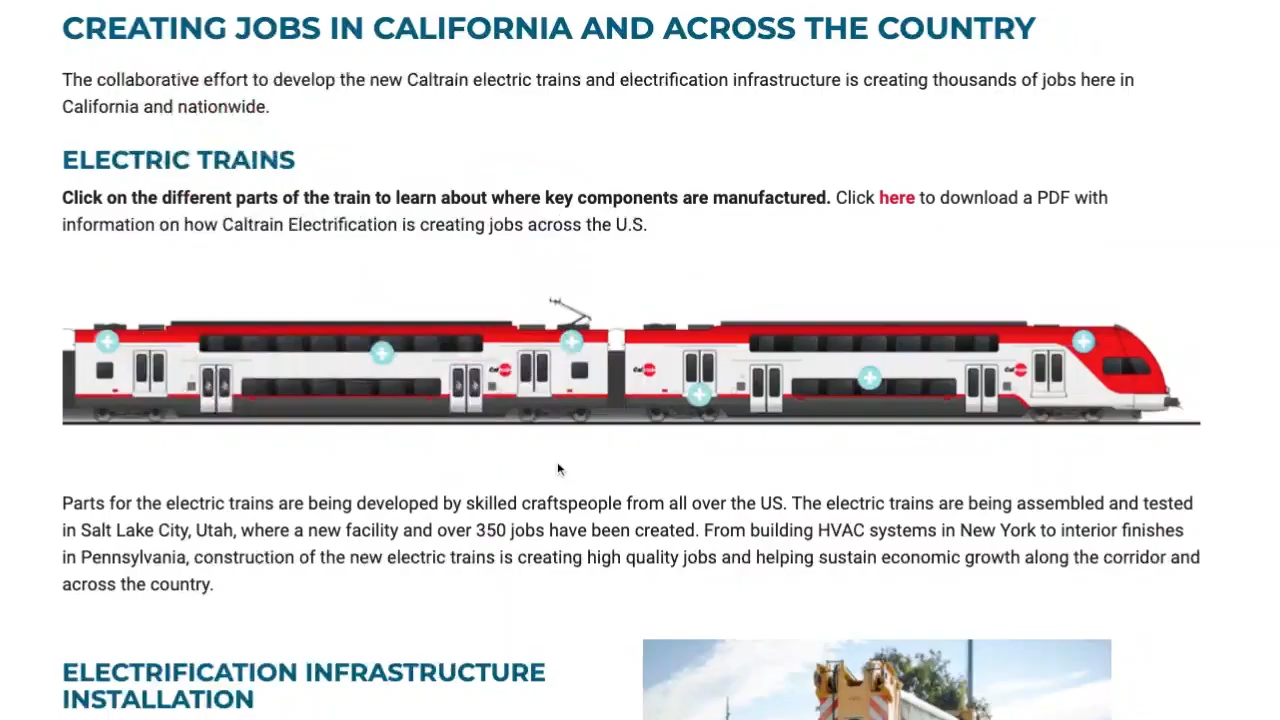 CREATING JOBS IN CALIFORNIA AND ACROSS THE COUNTRY
The collaborative effort to develop the new Caltrain electric trains and electrification infrastructure is creating thousands of jobs here in
California and nationwide.
ELECTRIC TRAINS
Click on the different parts of the train to learn about where key components are manufactured. Click here to download a PDF with
information on how Caltrain Electrification is creating jobs across the U.S.
Parts for the electric trains are being developed by skilled craftspeople from all over the US. The electric trains are being assembled and tested
in Salt Lake City, Utah, where a new facility and over 350 jobs have been created. From building HVAC systems in New York to interior finishes
in Pennsylvania, construction of the new electric trains is creating high quality jobs and helping sustain economic growth along the corridor and
across the country.
ELECTRIFICATION INFRASTRUCTURE
INSTALLATION